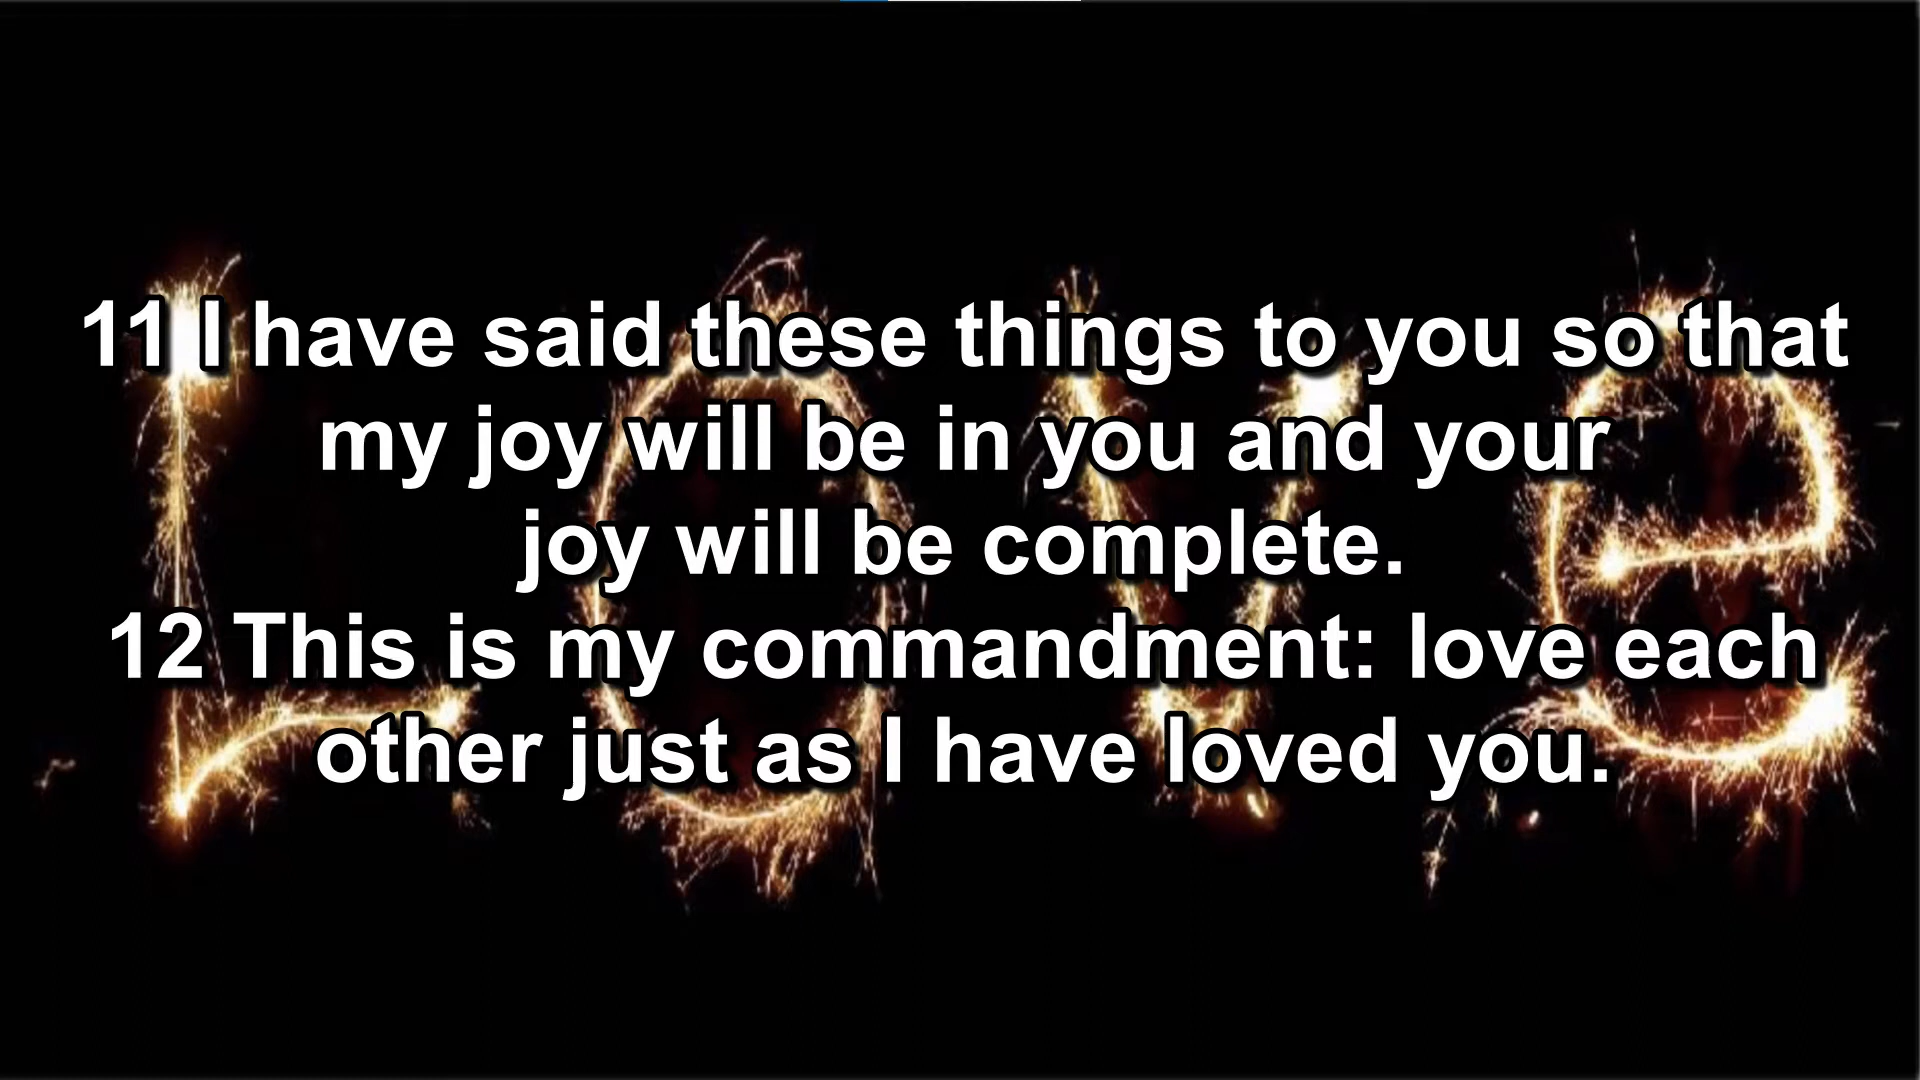 11 I have said these things to you so that
my joy will be in you and your
joy will be complete.
12 This is my commandment: love each
other just as I have loved you.
Love